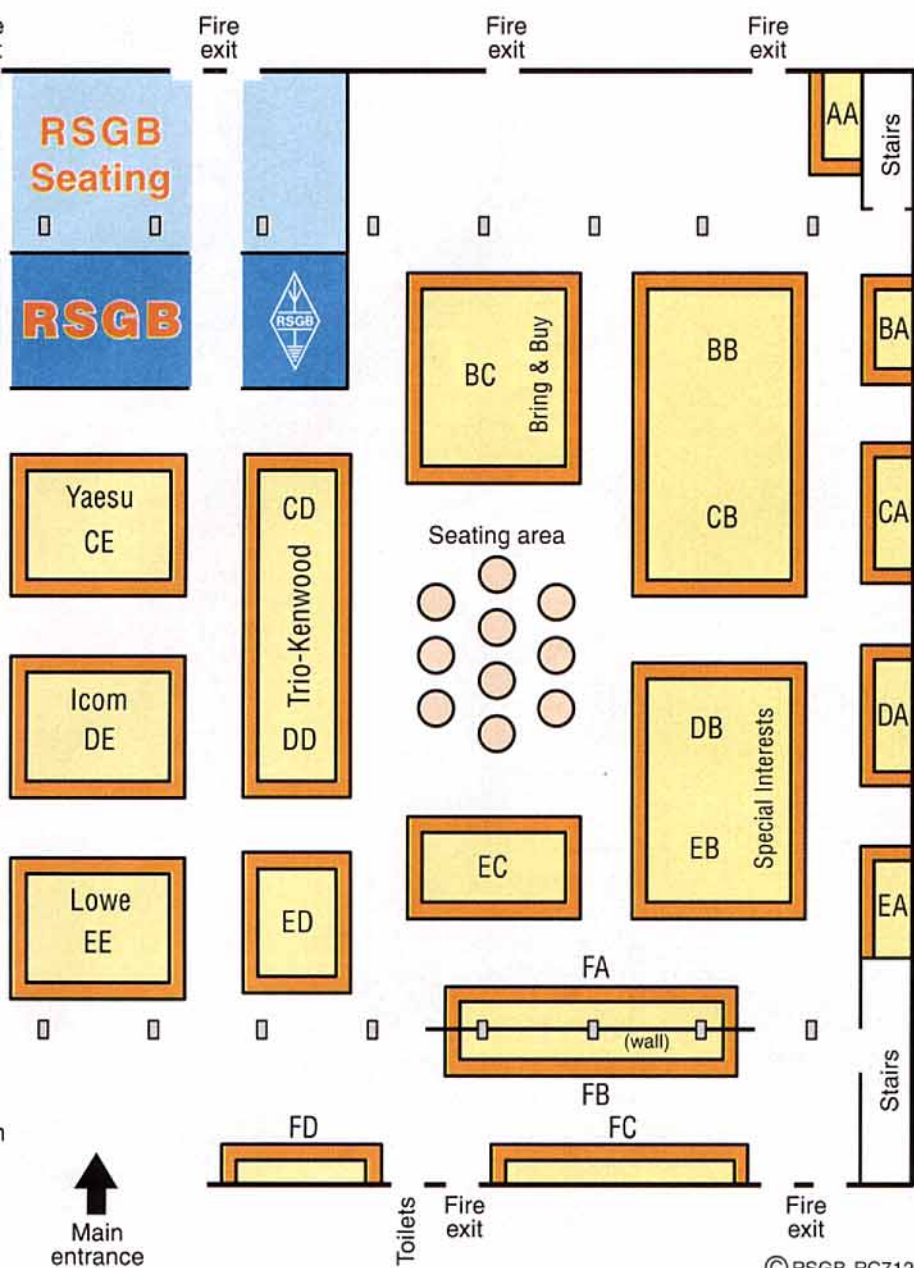 Fire
exit
Fire
exit
Fire
exit
RSGB
Seating
AA
Stairs
RSGB
RSGB
BC
Bring & Buy
BB
BA
Yaesu
CE
CD
Trio-Kenwood
DD
Seating area
CB
CA
Icom
DE
DB
Special Interests
EB
DA
Lowe
EE
ED
EC
EA
FA
(wall)
FB
Stairs
FD
FC
Main
entrance
Toilets
Fire
exit
Fire
exit
© RSGB RC712